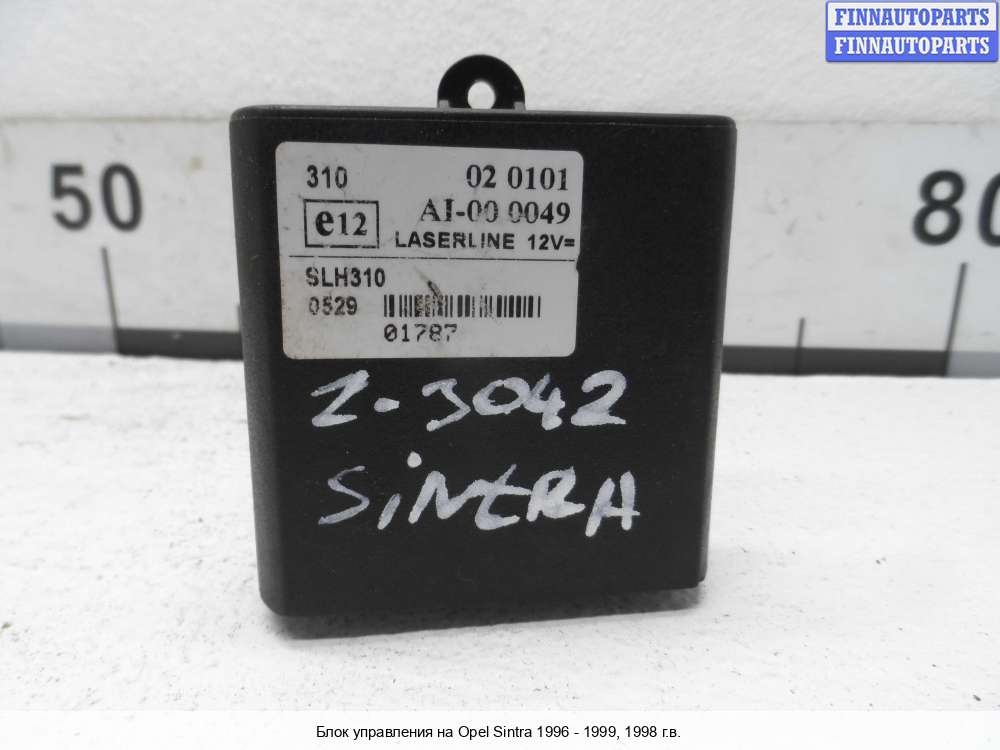 FINNAUTOPARTS
FINNAUTOPARTS
50
80
310 02 0101
e12 AI-00 0049
LASERLINE 12V=
SLH310
0529
01787
Z-3042
SiNtRA
Блок управления на Opel Sintra 1996 - 1999, 1998 г.в.